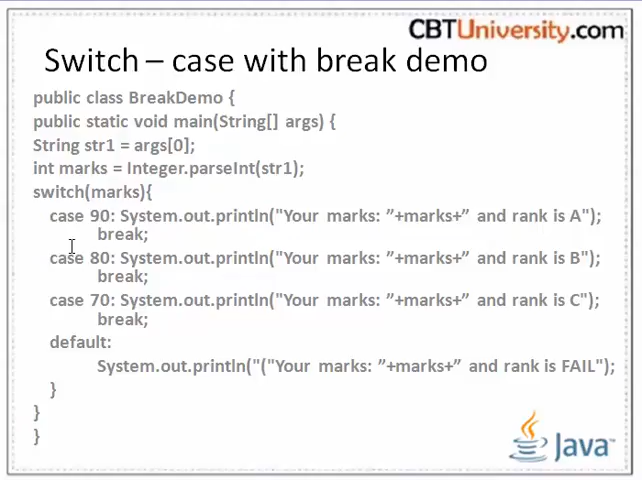 CBTUniversity.com
Switch – case with break demo
public class BreakDemo {
public static void main(String[] args) {
String str1 = args[0];
int marks = Integer.parseInt(str1);
switch(marks){
case 90: System.out.println("Your marks: ”+marks+” and rank is A");
break;
case 80: System.out.println("Your marks: ”+marks+” and rank is B");
break;
case 70: System.out.println("Your marks: ”+marks+” and rank is C");
break;
default:
System.out.println("("Your marks: ”+marks+” and rank is FAIL");
}
}
}
Java™